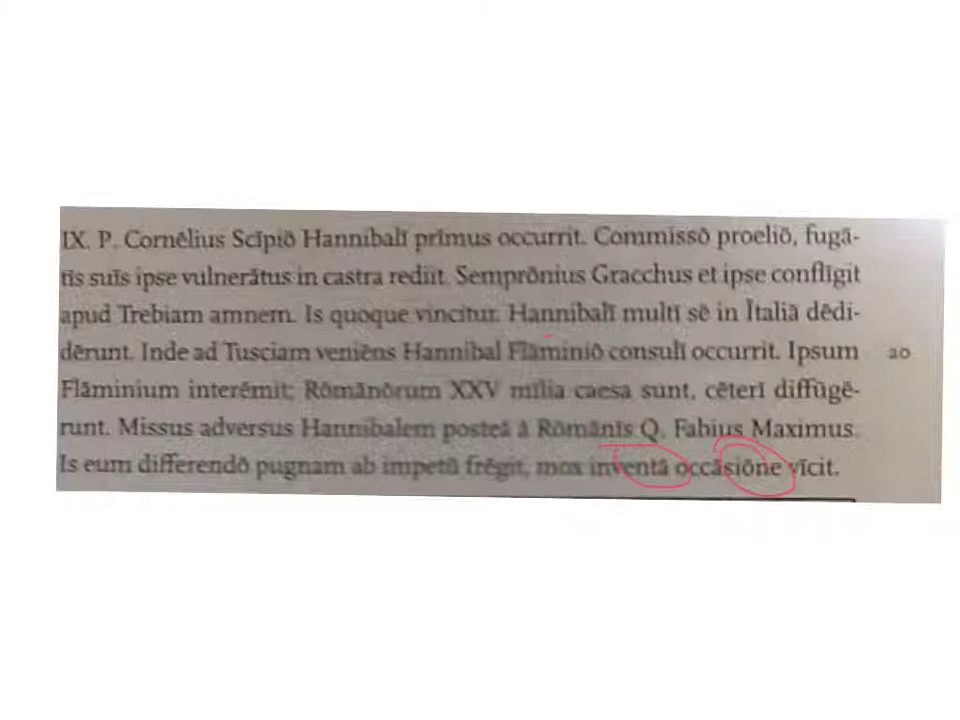 IX. P. Cornēlius Scīpiō Hannibalī prīmus occurrit. Commissō proeliō, fugā-
tīs suīs ipse vulnerātus in castra rediit. Semprōnius Gracchus et ipse cōnflīgit
apud Trebiam amnem. Is quoque vincitur. Hannibalī multī sē in Ītaliā dēdi-
dērunt. Inde ad Tusciam veniēns Hannibal Flāminiō cōnsulī occurrit. Ipsum
20
Flāminium interēmit; Rōmānōrum XXV mīlia caesa sunt, cēterī diffūgē-
runt. Missus adversus Hannibalem posteā ā Rōmānīs Q. Fabius Maximus.
Is eum differendō pugnam ab impetū frēgit, mox inventā occāsiōne vīcit.